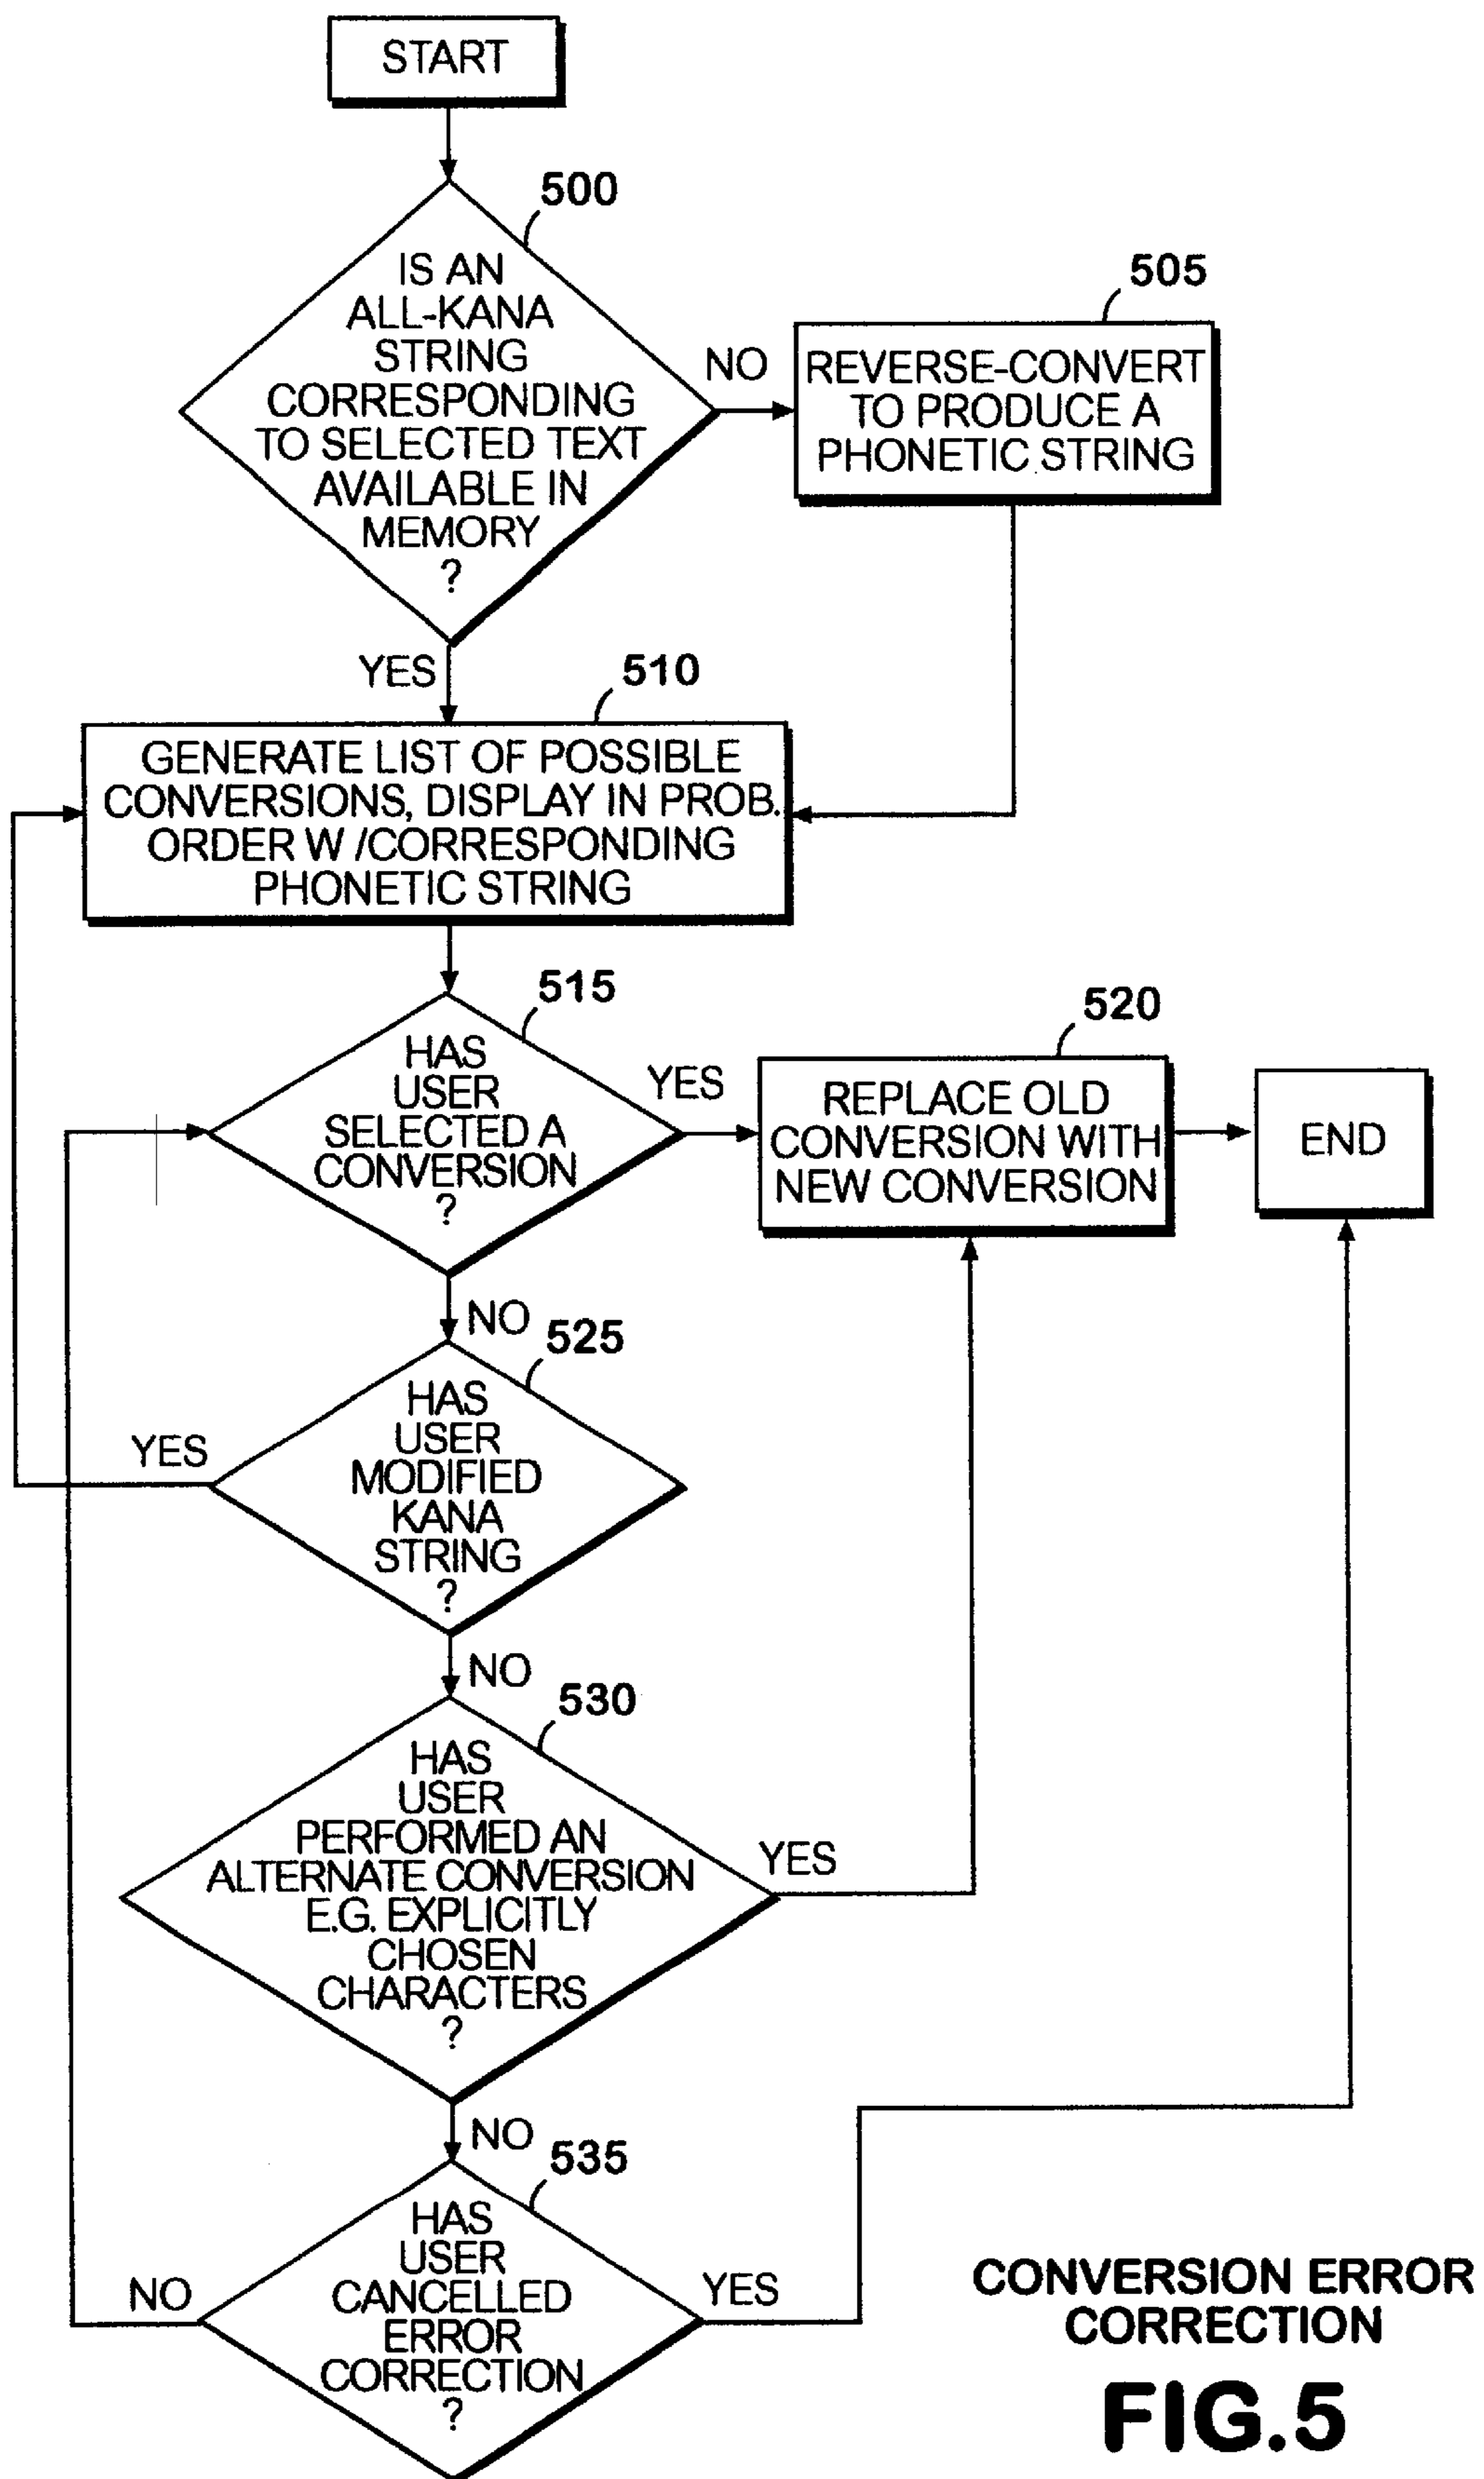 START
500
IS AN
ALL-KANA
STRING
CORRESPONDING
TO SELECTED TEXT
AVAILABLE IN
MEMORY
?
NO
505
REVERSE-CONVERT
TO PRODUCE A
PHONETIC STRING
YES
510
GENERATE LIST OF POSSIBLE
CONVERSIONS, DISPLAY IN PROB.
ORDER W /CORRESPONDING
PHONETIC STRING
515
HAS
USER
SELECTED A
CONVERSION
?
YES
520
REPLACE OLD
CONVERSION WITH
NEW CONVERSION
END
NO
525
HAS
USER
MODIFIED
KANA
STRING
?
YES
NO
530
HAS
USER
PERFORMED AN
ALTERNATE CONVERSION
E.G. EXPLICITLY
CHOSEN
CHARACTERS
?
YES
NO
535
HAS
USER
CANCELLED
ERROR
CORRECTION
?
NO
YES
CONVERSION ERROR
CORRECTION
FIG.5